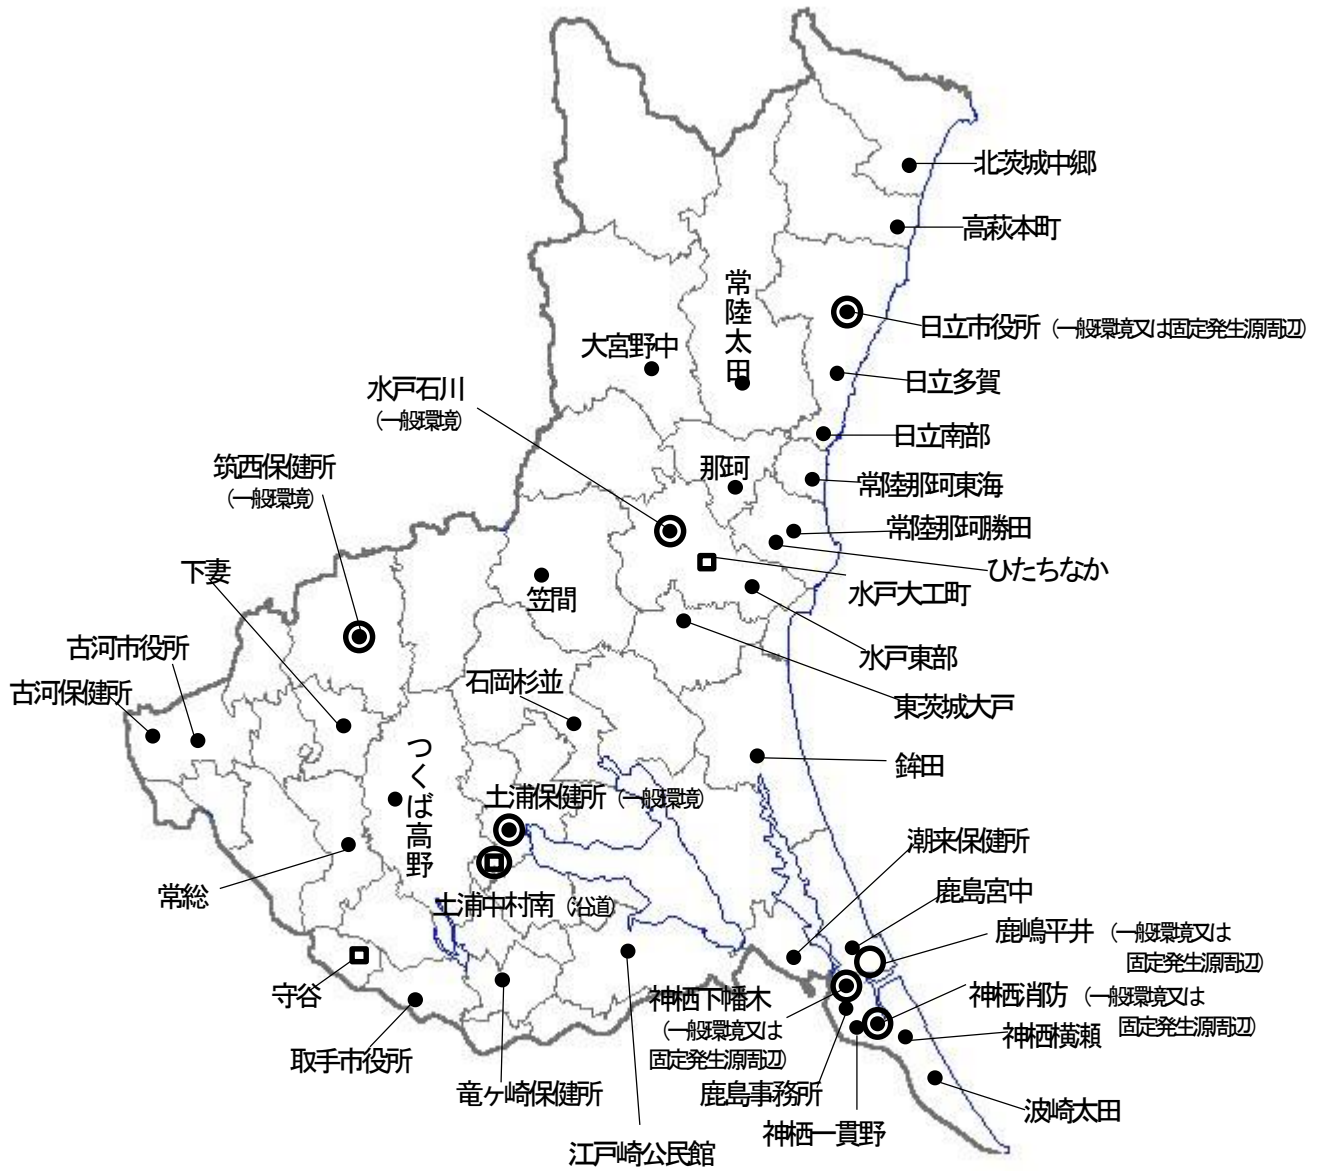 北茨城中郷
高萩本町
常陸太田
日立市役所（一般環境又は固定発生源周辺）
大宮野中
日立多賀
水戸石川
（一般環境）
日立南部
筑西保健所
（一般環境）
那珂
常陸那珂東海
常陸那珂勝田
ひたちなか
下妻
水戸大工町
笠間
古河市役所
水戸東部
古河保健所
石岡杉並
東茨城大戸
つくば高野
鉾田
土浦保健所（一般環境）
潮来保健所
常総
鹿島宮中
土浦中村南（沿道）
鹿嶋平井（一般環境又は
固定発生源周辺）
守谷
神栖下幡木
（一般環境又は
固定発生源周辺）
神栖消防（一般環境又は
固定発生源周辺）
神栖横瀬
取手市役所
竜ヶ崎保健所
鹿島事務所
波崎太田
神栖一貫野
江戸崎公民館